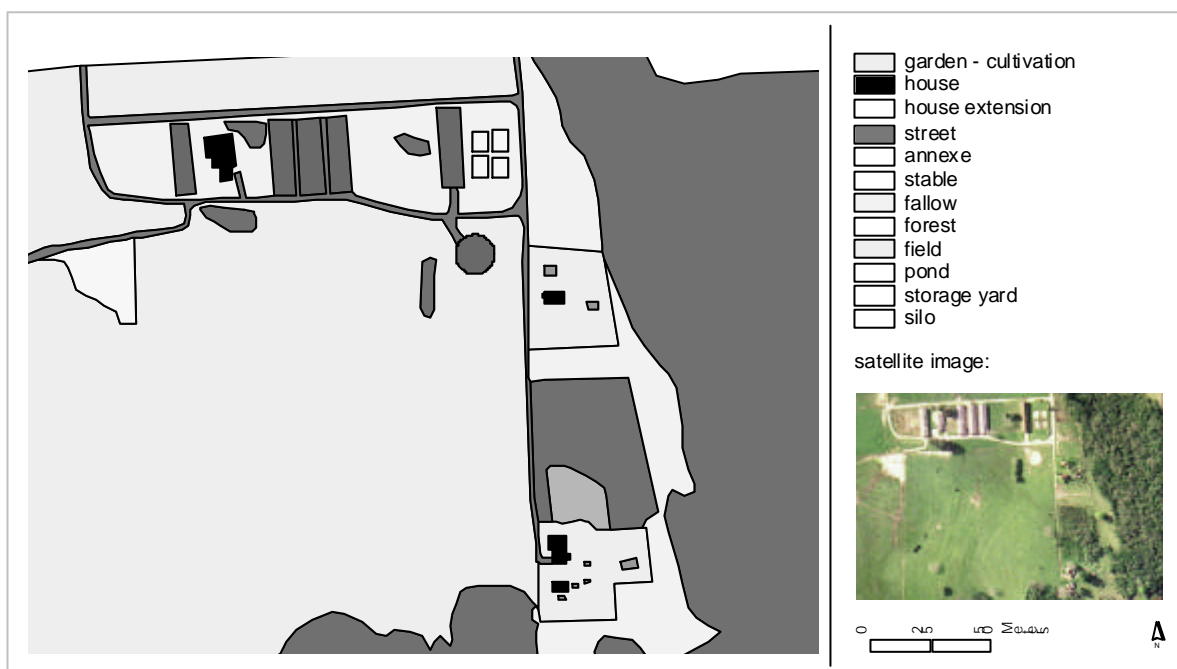 garden - cultivation
house
house extension
street
annexe
stable
fallow
forest
field
pond
storage yard
silo
satellite image:
0 25 50 Meters
N